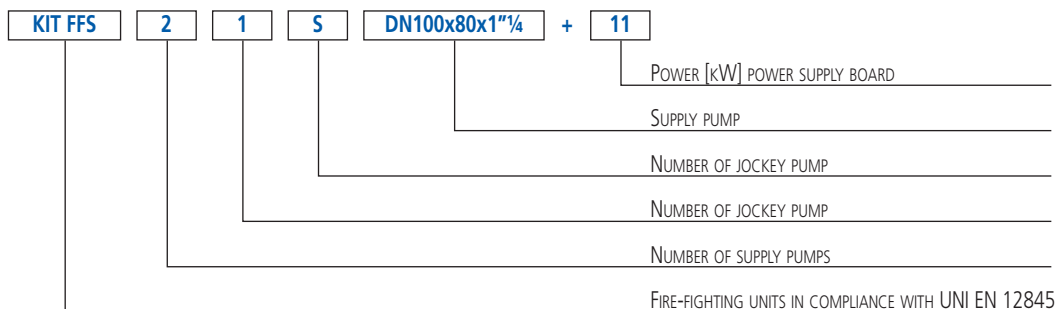 KIT FFS 2 1 S DN100x80x1"¼ + 11
POWER [KW] POWER SUPPLY BOARD
SUPPLY PUMP
NUMBER OF JOCKEY PUMP
NUMBER OF JOCKEY PUMP
NUMBER OF SUPPLY PUMPS
FIRE-FIGHTING UNITS IN COMPLIANCE WITH UNI EN 12845